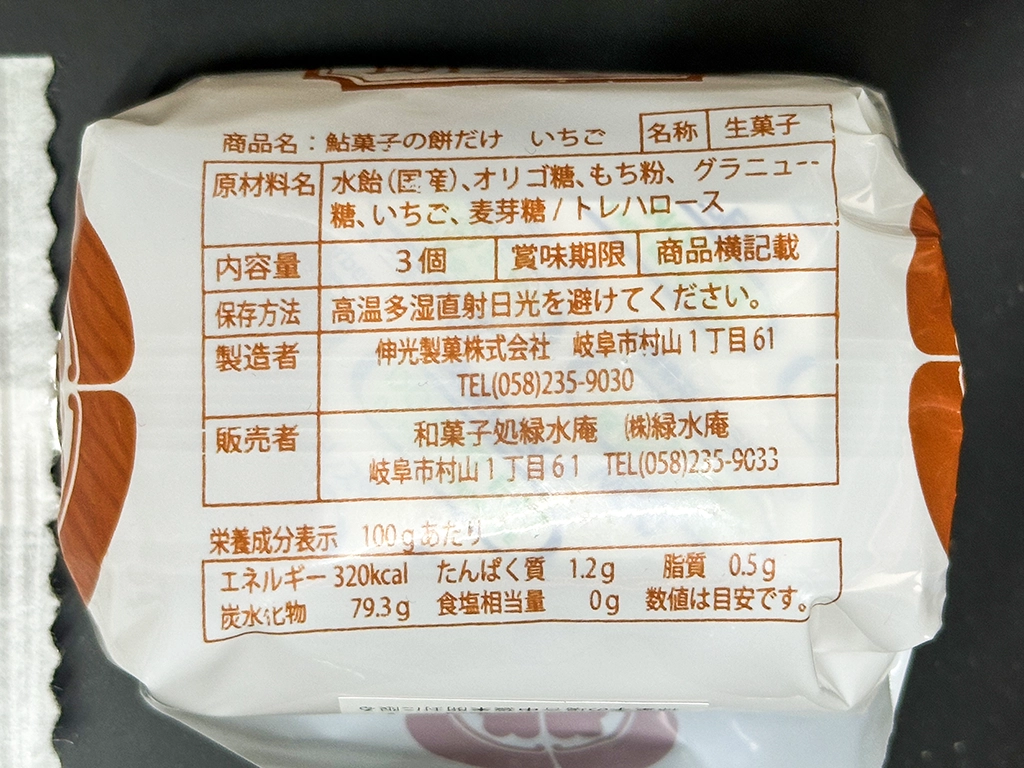 商品名：鮎菓子の餅だけ　いちご　名称　生菓子
原材料名　水飴(国産)、オリゴ糖、もち粉、グラニュー
糖、いちご、麦芽糖/トレハロース
内容量　3個　賞味期限　商品横記載
保存方法　高温多湿直射日光を避けてください。
製造者　伸光製菓株式会社　岐阜市村山1丁目61
TEL(058)235-9030
販売者　和菓子処緑水庵　㈱緑水庵
岐阜市村山1丁目61　TEL(058)235-9033
栄養成分表示　100gあたり
エネルギー 320kcal　たんぱく質　1.2g　脂質　0.5g
炭水化物　79.3g　食塩相当量　0g　数値は目安です。